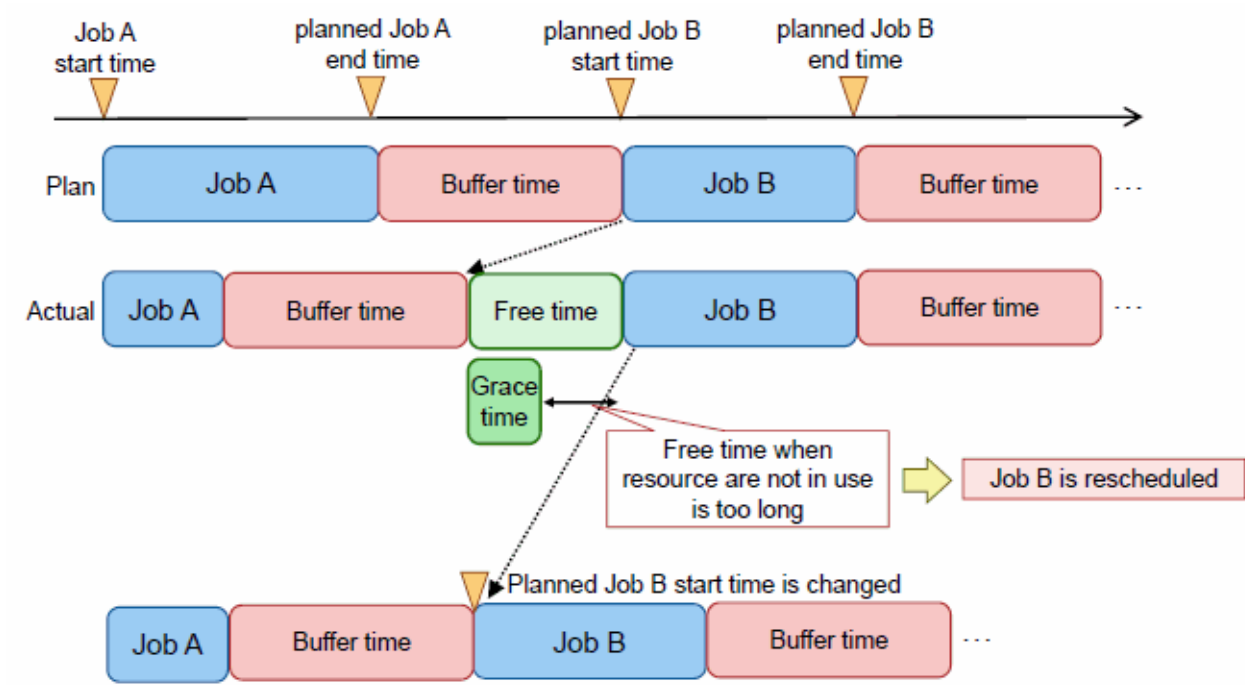 Job A
start time
planned Job A
end time
planned Job B
start time
planned Job B
end time
Plan
Job A
Buffer time
Job B
Buffer time
...
Actual
Job A
Buffer time
Free time
Job B
Buffer time
...
Grace
time
Free time when
resource are not in use
is too long
Job B is rescheduled
Planned Job B start time is changed
Job A
Buffer time
Job B
Buffer time
...